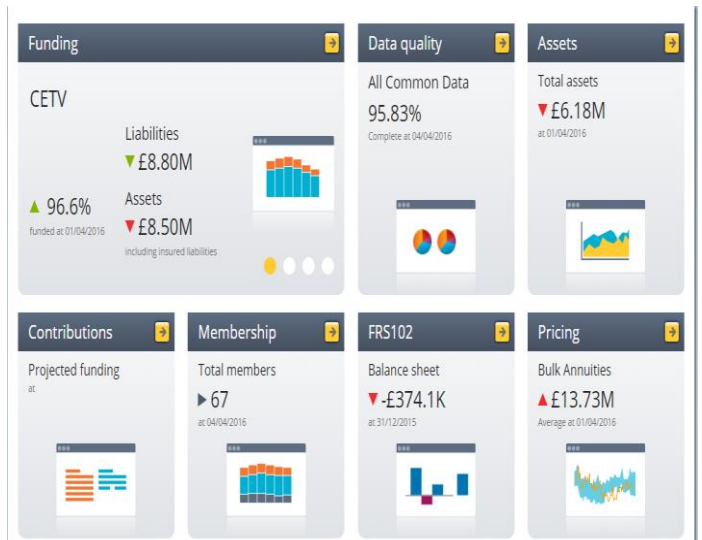 Funding
CETV
Liabilities
£8.80M
96.6%
funded at 01/04/2016
Assets
£8.50M
including insured liabilities
Data quality
All Common Data
95.83%
Complete at 04/04/2016
Assets
Total assets
£6.18M
at 01/04/2016
Contributions
Projected funding
at
Membership
Total members
67
at 04/04/2016
FRS102
Balance sheet
-£374.1K
at 31/12/2015
Pricing
Bulk Annuities
£13.73M
Average at 01/04/2016